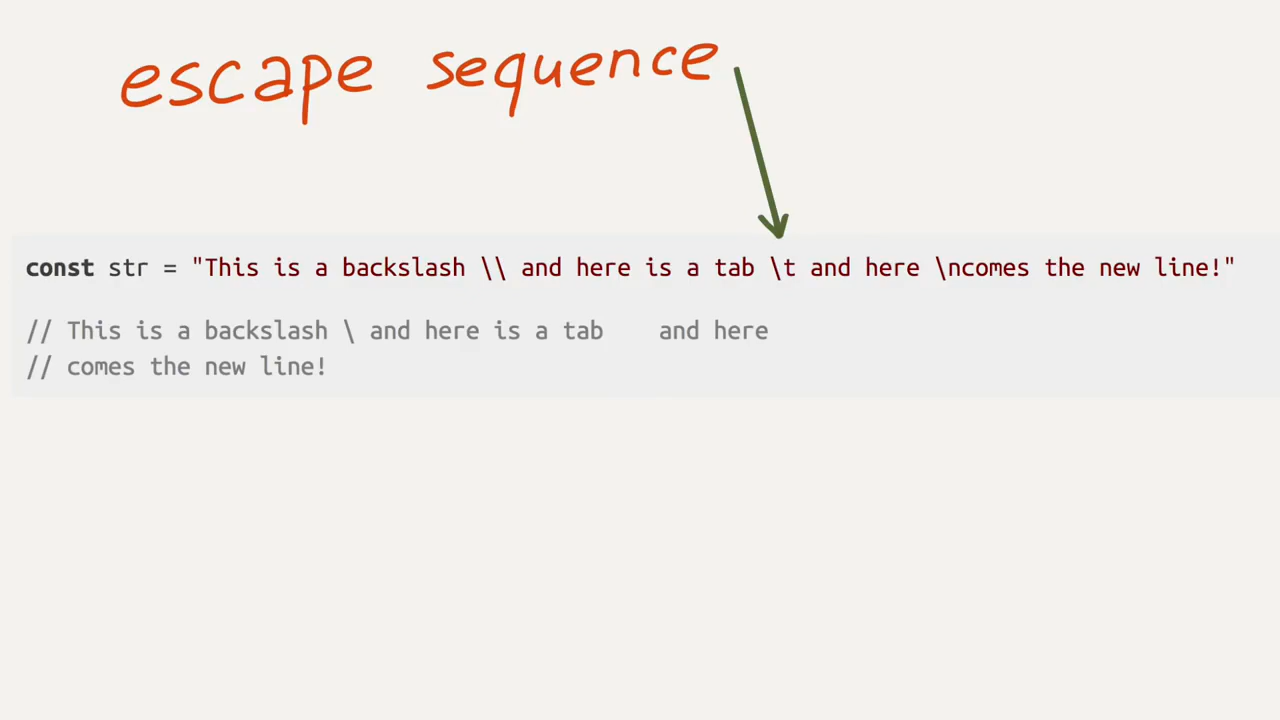 escape sequence
const str = "This is a backslash \\ and here is a tab \t and here \ncomes the new line!"
// This is a backslash \ and here is a tab    and here
// comes the new line!